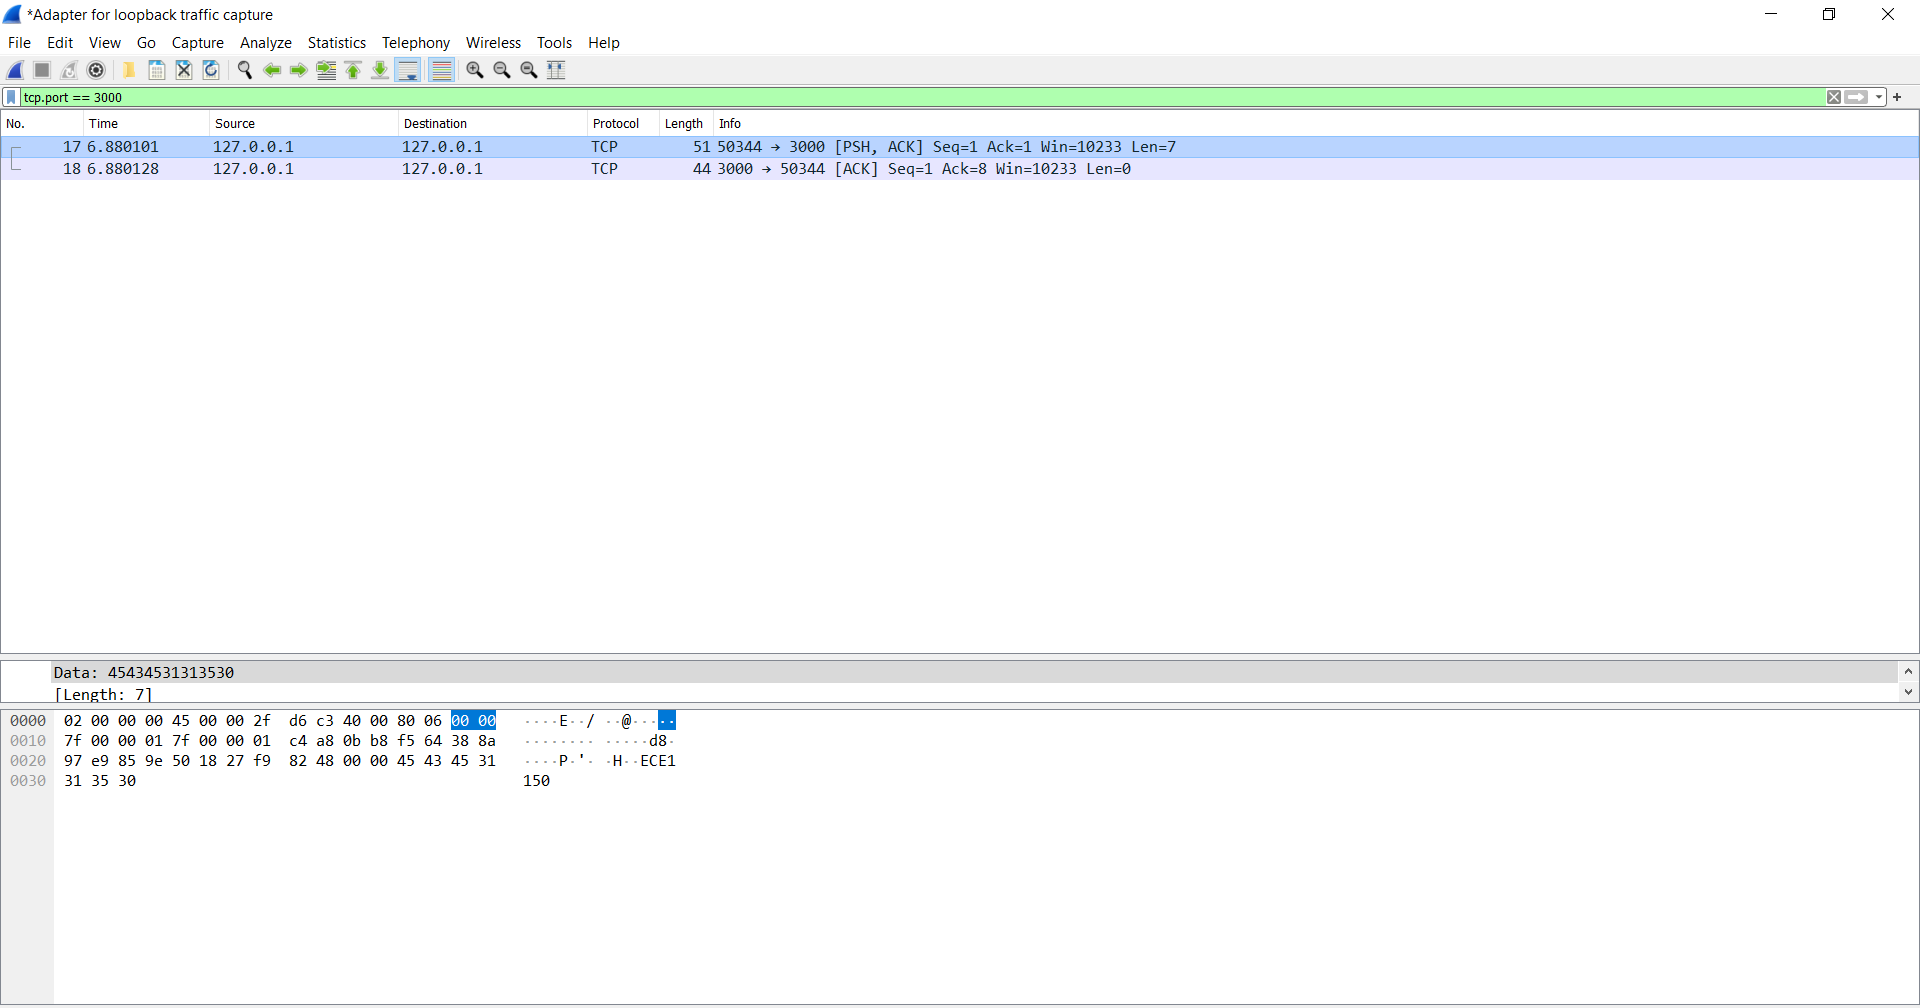 *Adapter for loopback traffic capture
File Edit View Go Capture Analyze Statistics Telephony Wireless Tools Help
tcp.port == 3000
No. Time Source Destination Protocol Length Info
17 6.880101 127.0.0.1 127.0.0.1 TCP 51 50344 → 3000 [PSH, ACK] Seq=1 Ack=1 Win=10233 Len=7
18 6.880128 127.0.0.1 127.0.0.1 TCP 44 3000 → 50344 [ACK] Seq=1 Ack=8 Win=10233 Len=0
Data: 45434531313530
[Length: 7]
0000 02 00 00 00 45 00 00 2f d6 c3 40 00 80 06 00 00 ····E··/ ··@·····
0010 7f 00 00 01 7f 00 00 01 c4 a8 0b b8 f5 64 38 8a ········ ·····d8·
0020 97 e9 85 9e 50 18 27 f9 82 48 00 00 45 43 45 31 ····P·'· ·H··ECE1
0030 31 35 30 150